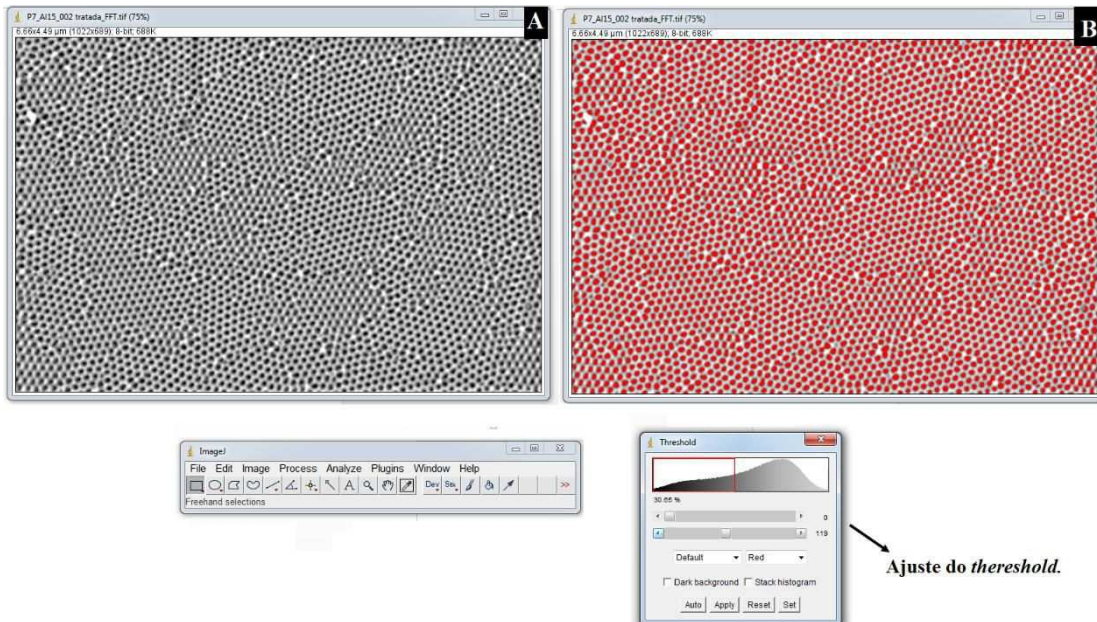 P7_Al15_002 tratada_FFT.tif (75%)
6.66x4.49 µm (1022x689); 8-bit; 688K
A
P7_Al15_002 tratada_FFT.tif (75%)
6.66x4.49 µm (1022x689); 8-bit; 688K
B
ImageJ
File Edit Image Process Analyze Plugins Window Help
A Dev Stk >>
Freehand selections
Threshold
30.65 %
0
119
Default Red
Dark background Stack histogram
Auto Apply Reset Set
Ajuste do thereshold.